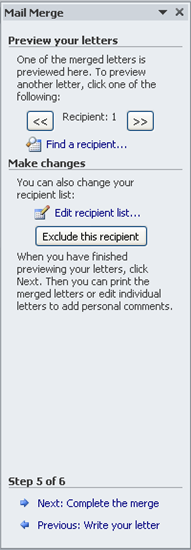 Mail Merge
Preview your letters
One of the merged letters is
previewed here. To preview
another letter, click one of the
following:
<< Recipient: 1 >>
Find a recipient...
Make changes
You can also change your
recipient list:
Edit recipient list...
Exclude this recipient
When you have finished
previewing your letters, click
Next. Then you can print the
merged letters or edit individual
letters to add personal comments.
Step 5 of 6
Next: Complete the merge
Previous: Write your letter